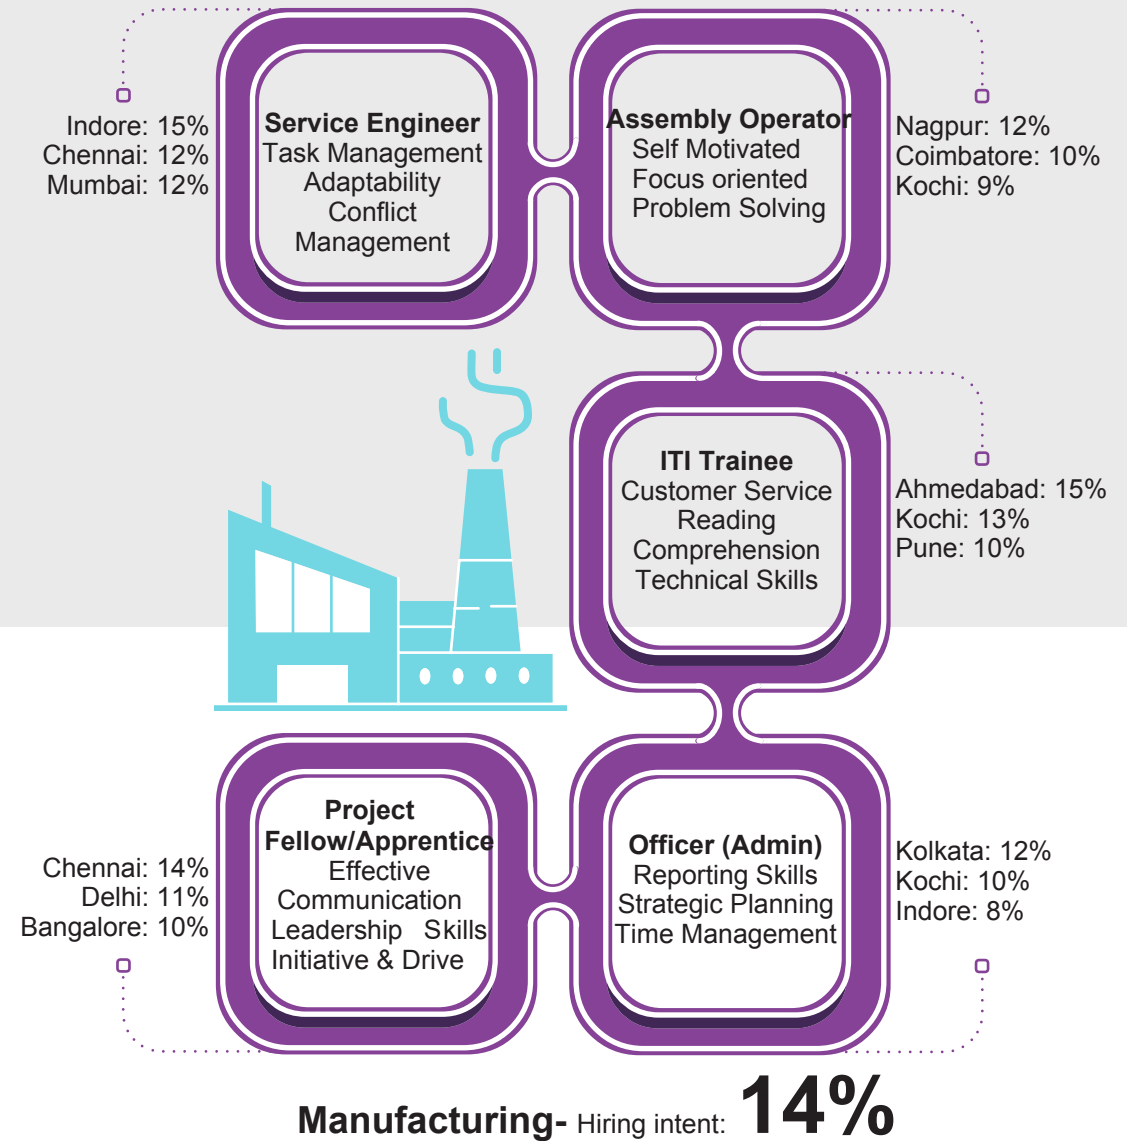 Indore: 15%
Chennai: 12%
Mumbai: 12%
Service Engineer
Task Management
Adaptability
Conflict
Management
Assembly Operator
Self Motivated
Focus oriented
Problem Solving
Nagpur: 12%
Coimbatore: 10%
Kochi: 9%
ITI Trainee
Customer Service
Reading
Comprehension
Technical Skills
Ahmedabad: 15%
Kochi: 13%
Pune: 10%
Chennai: 14%
Delhi: 11%
Bangalore: 10%
Project
Fellow/Apprentice
Effective
Communication
Leadership Skills
Initiative & Drive
Officer (Admin)
Reporting Skills
Strategic Planning
Time Management
Kolkata: 12%
Kochi: 10%
Indore: 8%
Manufacturing- Hiring intent: 14%